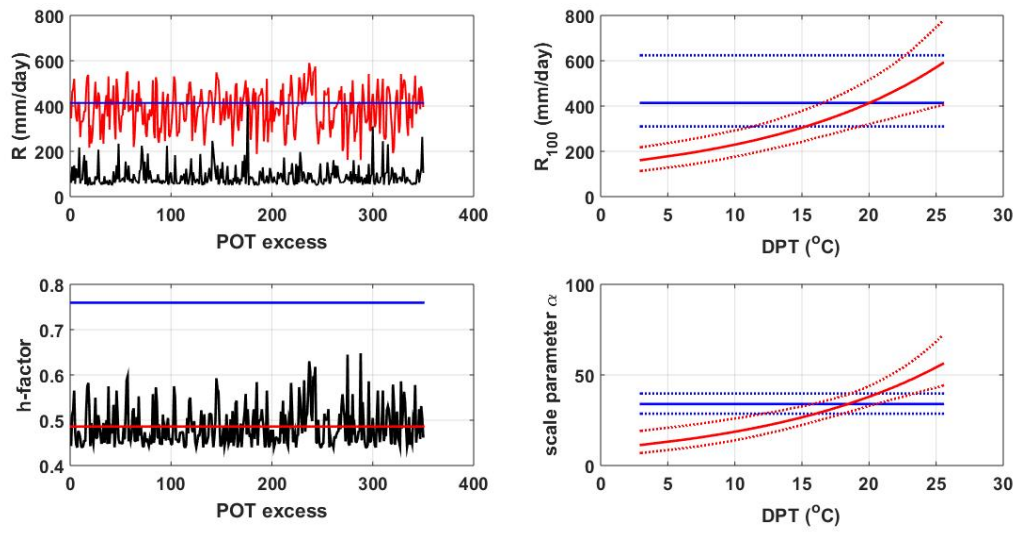 800
600
400
200
0
R (mm/day)
0 100 200 300 400
POT excess
800
600
400
200
0
R100 (mm/day)
0 5 10 15 20 25 30
DPT (oC)
0.8
0.7
0.6
0.5
0.4
h-factor
0 100 200 300 400
POT excess
100
50
0
scale parameter α
0 5 10 15 20 25 30
DPT (oC)